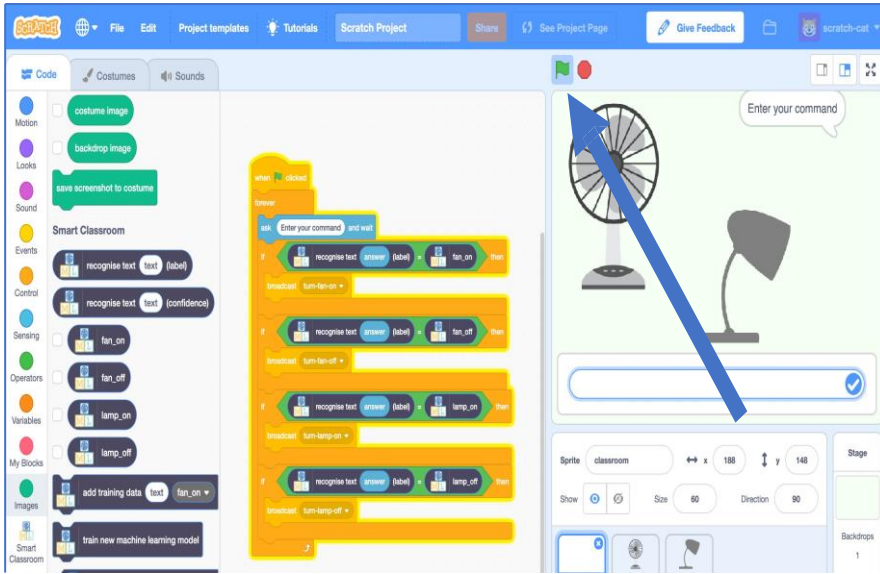 SCRATCH File Edit Project templates Tutorials Scratch Project Share See Project Page Give Feedback scratch-cat
Code Costumes Sounds
Motion
Looks
Sound
Events
Control
Sensing
Operators
Variables
My Blocks
Images
Smart
Classroom
costume image
backdrop image
save screenshot to costume
Smart Classroom
recognise text text (label)
recognise text text (confidence)
fan_on
fan_off
lamp_on
lamp_off
add training data text fan_on
train new machine learning model
when clicked
forever
ask Enter your command and wait
if recognise text answer (label) = fan_on then
broadcast turn-fan-on
if recognise text answer (label) = fan_off then
broadcast turn-fan-off
if recognise text answer (label) = lamp_on then
broadcast turn-lamp-on
if recognise text answer (label) = lamp_off then
broadcast turn-lamp-off
Enter your command
Sprite classroom x 188 y 148
Show Size 60 Direction 90
Stage
Backdrops
1